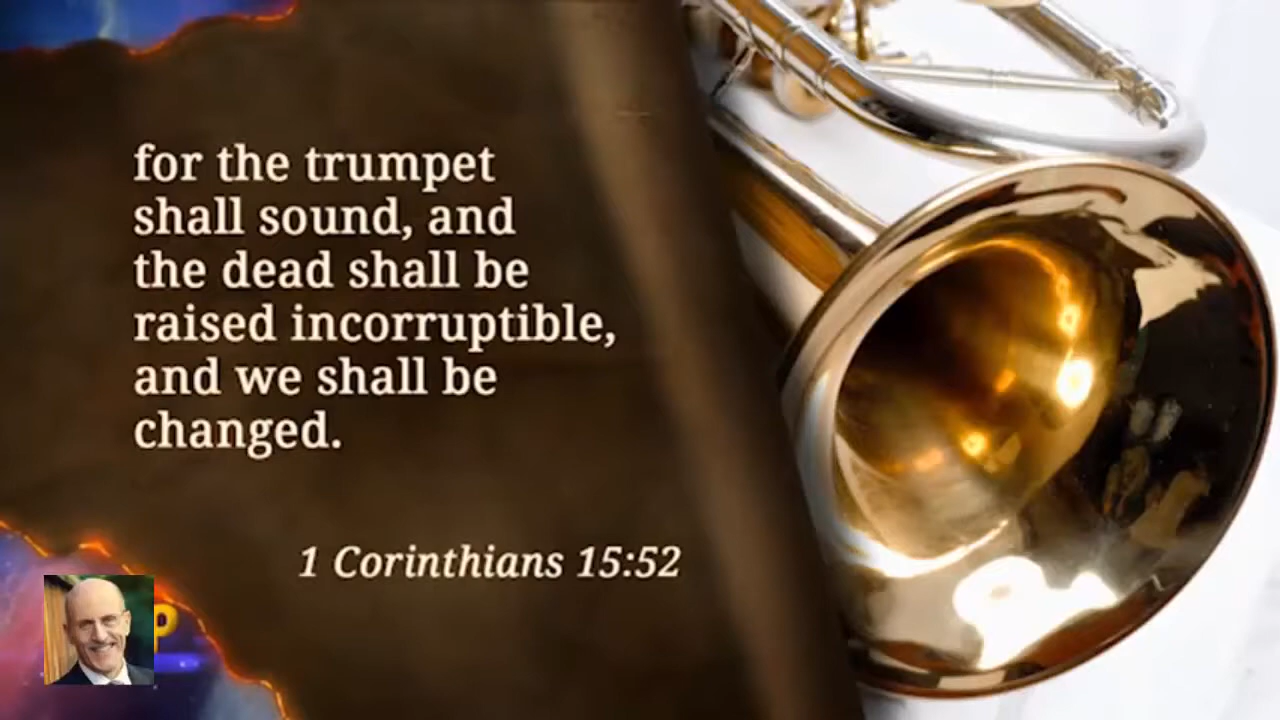 for the trumpet
shall sound, and
the dead shall be
raised incorruptible,
and we shall be
changed.
1 Corinthians 15:52